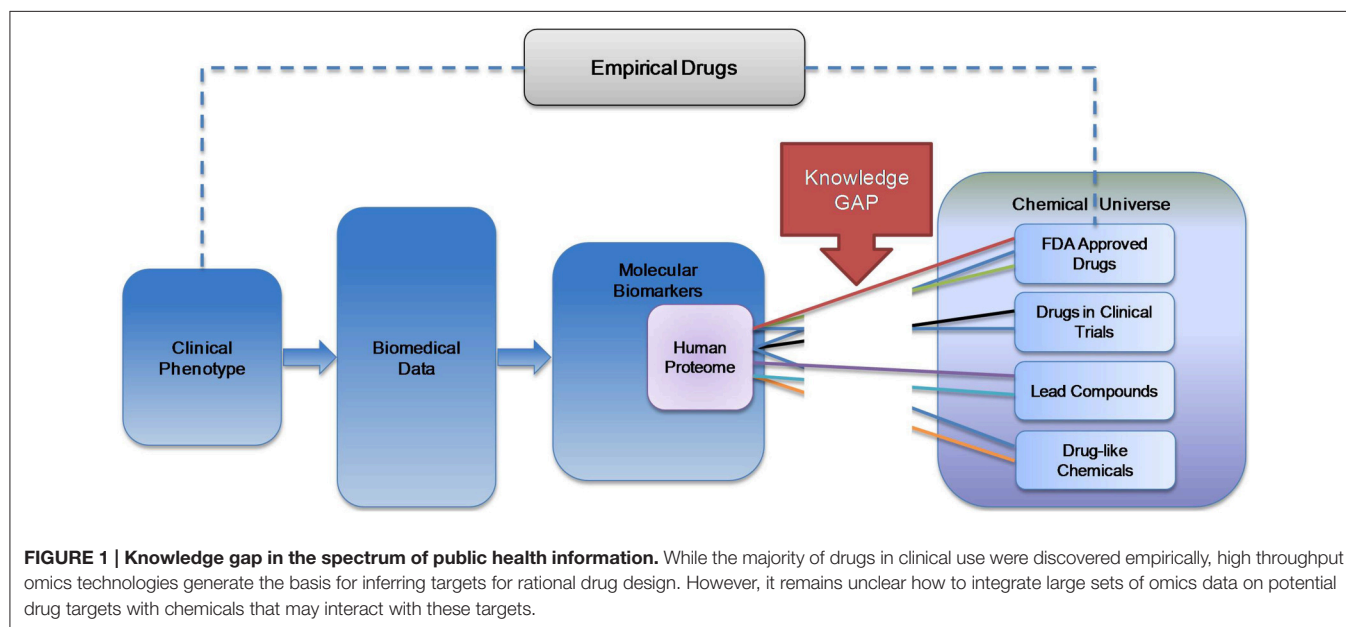 Empirical Drugs
Knowledge
GAP
Chemical Universe
FDA Approved
Drugs
Molecular
Biomarkers
Drugs in Clinical
Trials
Clinical
Phenotype
Biomedical
Data
Human
Proteome
Lead Compounds
Drug-like
Chemicals
FIGURE 1 | Knowledge gap in the spectrum of public health information. While the majority of drugs in clinical use were discovered empirically, high throughput
omics technologies generate the basis for inferring targets for rational drug design. However, it remains unclear how to integrate large sets of omics data on potential
drug targets with chemicals that may interact with these targets.